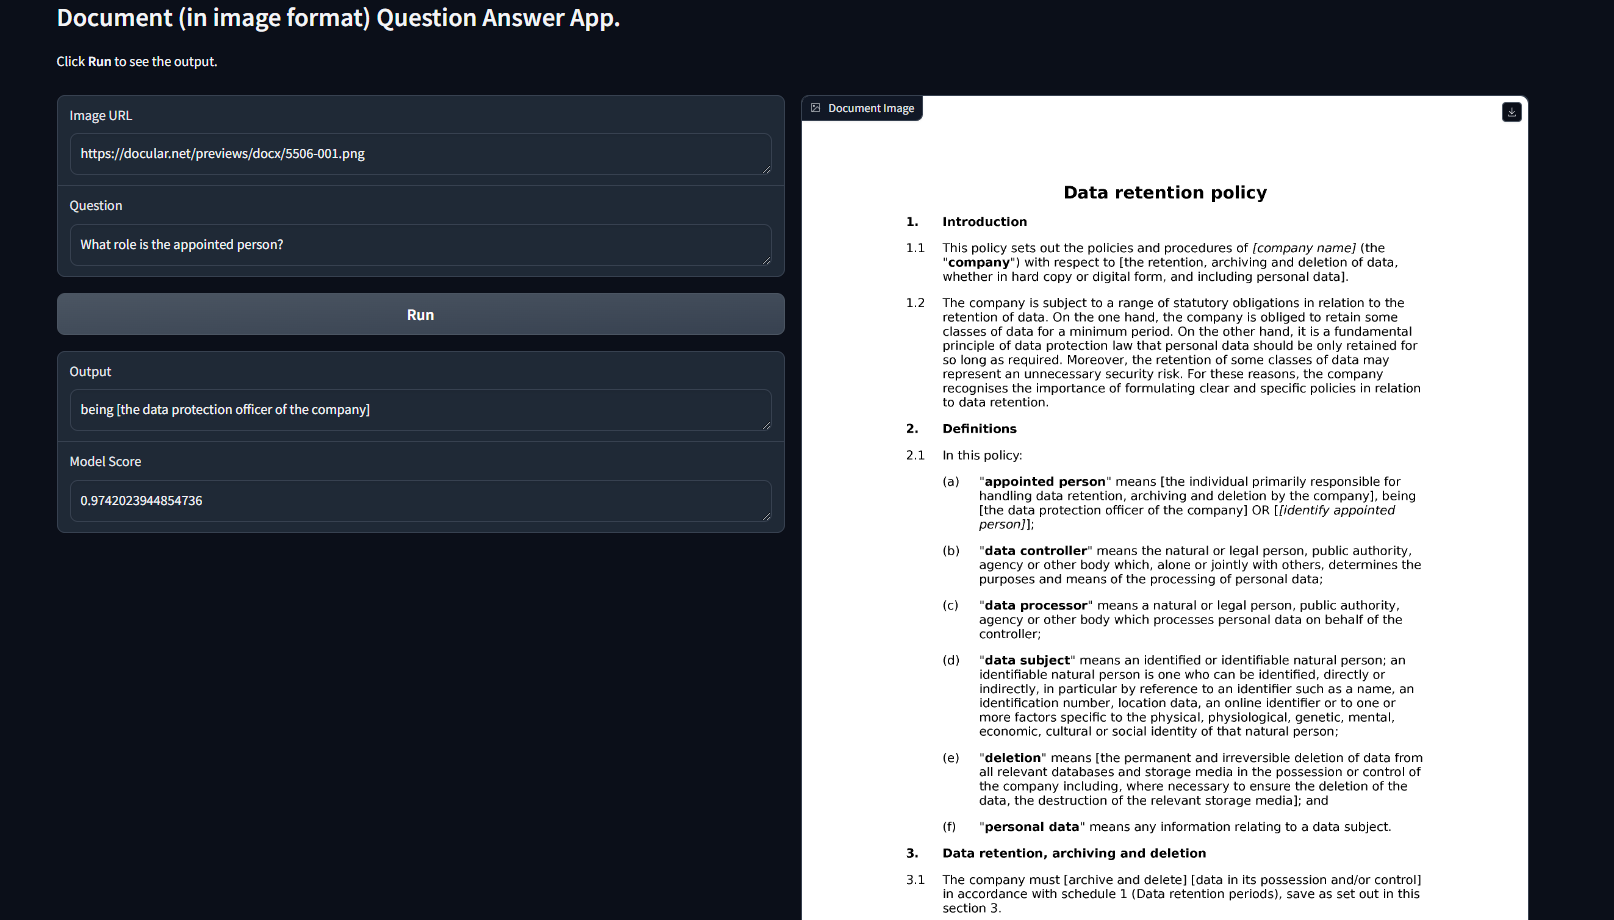 Document (in image format) Question Answer App.
Click Run to see the output.
Image URL
https://docular.net/previews/docx/5506-001.png
Question
What role is the appointed person?
Run
Output
being [the data protection officer of the company]
Model Score
0.9742023944854736
Document Image
Data retention policy
1. Introduction
1.1 This policy sets out the policies and procedures of [company name] (the
"company") with respect to [the retention, archiving and deletion of data,
whether in hard copy or digital form, and including personal data].
1.2 The company is subject to a range of statutory obligations in relation to the
retention of data. On the one hand, the company is obliged to retain some
classes of data for a minimum period. On the other hand, it is a fundamental
principle of data protection law that personal data should be only retained for
so long as required. Moreover, the retention of some classes of data may
represent an unnecessary security risk. For these reasons, the company
recognises the importance of formulating clear and specific policies in relation
to data retention.
2. Definitions
2.1 In this policy:
(a) "appointed person" means [the individual primarily responsible for
handling data retention, archiving and deletion by the company], being
[the data protection officer of the company] OR [[identify appointed
person]];
(b) "data controller" means the natural or legal person, public authority,
agency or other body which, alone or jointly with others, determines the
purposes and means of the processing of personal data;
(c) "data processor" means a natural or legal person, public authority,
agency or other body which processes personal data on behalf of the
controller;
(d) "data subject" means an identified or identifiable natural person; an
identifiable natural person is one who can be identified, directly or
indirectly, in particular by reference to an identifier such as a name, an
identification number, location data, an online identifier or to one or
more factors specific to the physical, physiological, genetic, mental,
economic, cultural or social identity of that natural person;
(e) "deletion" means [the permanent and irreversible deletion of data from
all relevant databases and storage media in the possession or control of
the company including, where necessary to ensure the deletion of the
data, the destruction of the relevant storage media]; and
(f) "personal data" means any information relating to a data subject.
3. Data retention, archiving and deletion
3.1 The company must [archive and delete] [data in its possession and/or control]
in accordance with schedule 1 (Data retention periods), save as set out in this
section 3.